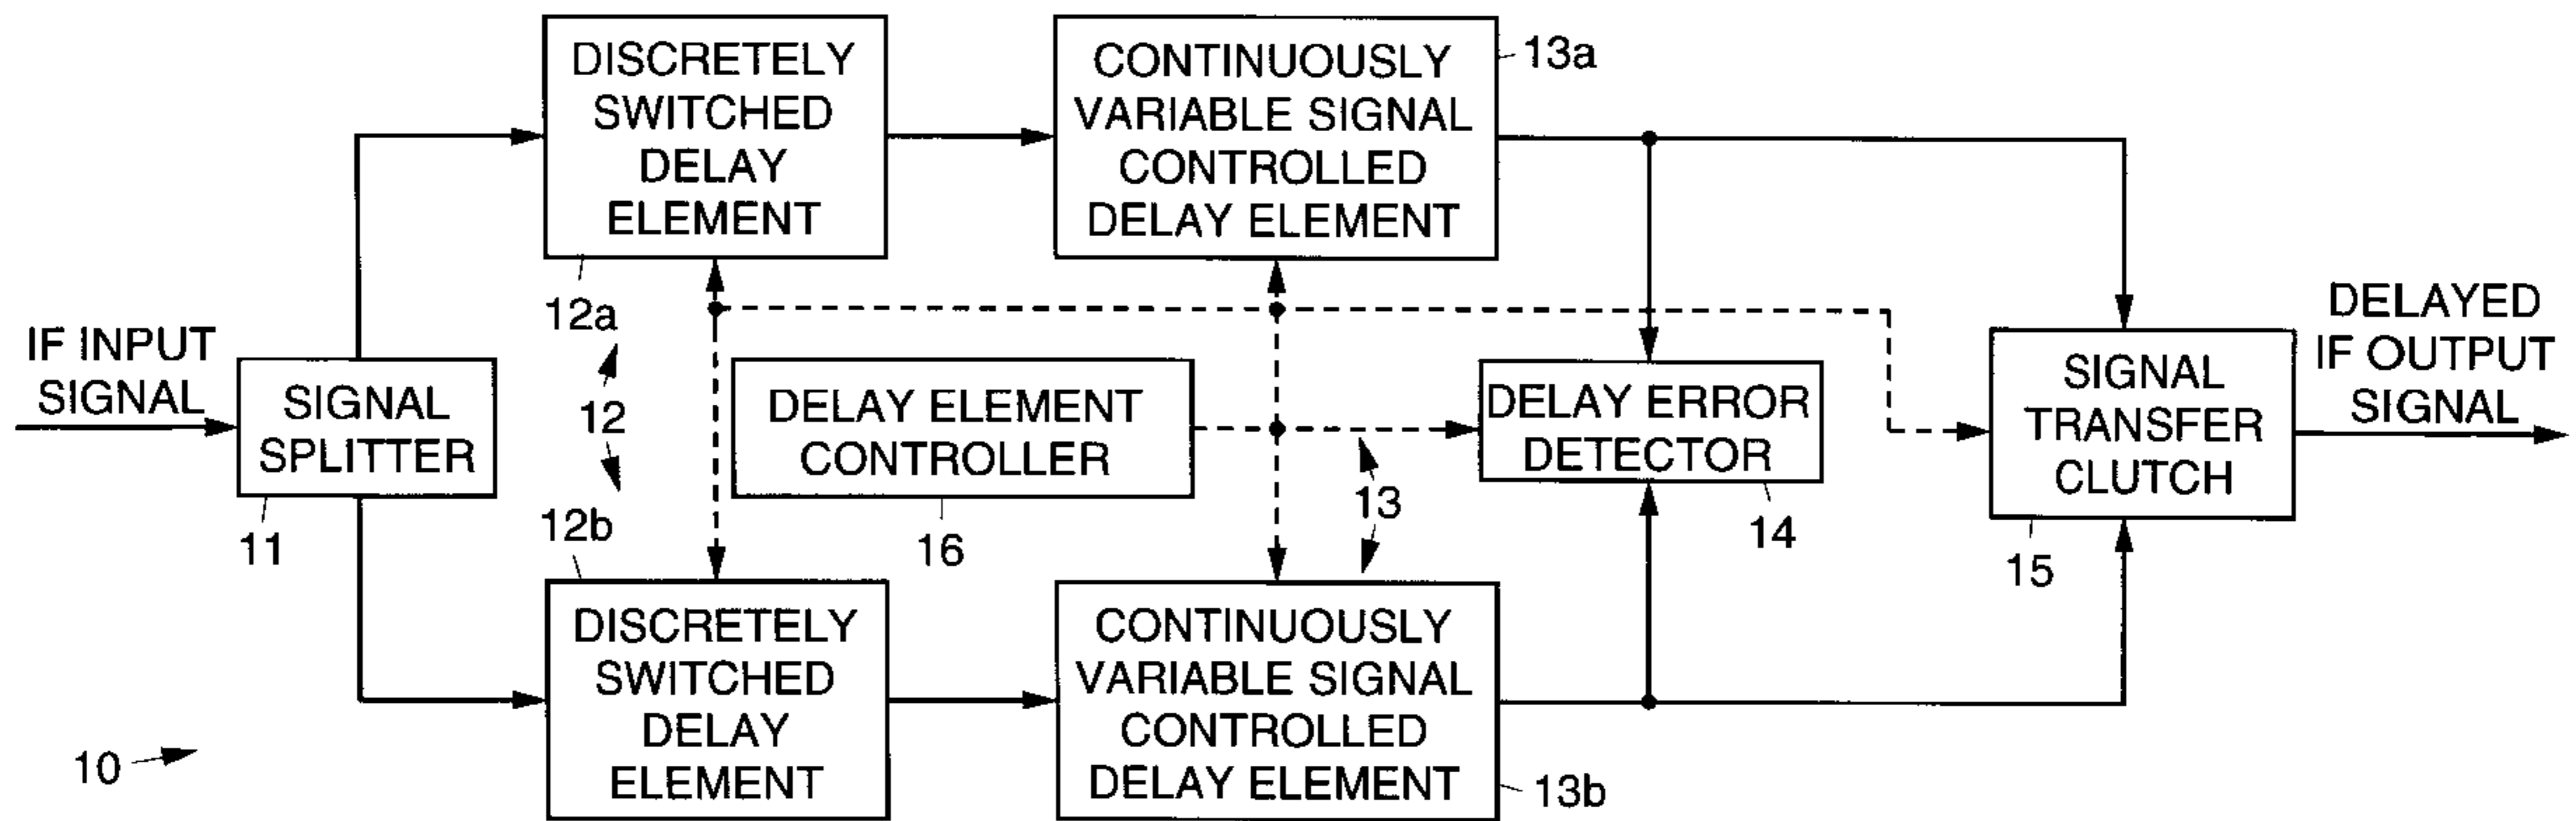 DISCRETELY
SWITCHED
DELAY
ELEMENT
12a
CONTINUOUSLY
VARIABLE SIGNAL
CONTROLLED
DELAY ELEMENT
13a
IF INPUT
SIGNAL
SIGNAL
SPLITTER
11
12
DELAY ELEMENT
CONTROLLER
16
13
DELAY ERROR
DETECTOR
14
SIGNAL
TRANSFER
CLUTCH
15
DELAYED
IF OUTPUT
SIGNAL
12b
DISCRETELY
SWITCHED
DELAY
ELEMENT
CONTINUOUSLY
VARIABLE SIGNAL
CONTROLLED
DELAY ELEMENT
13b
10